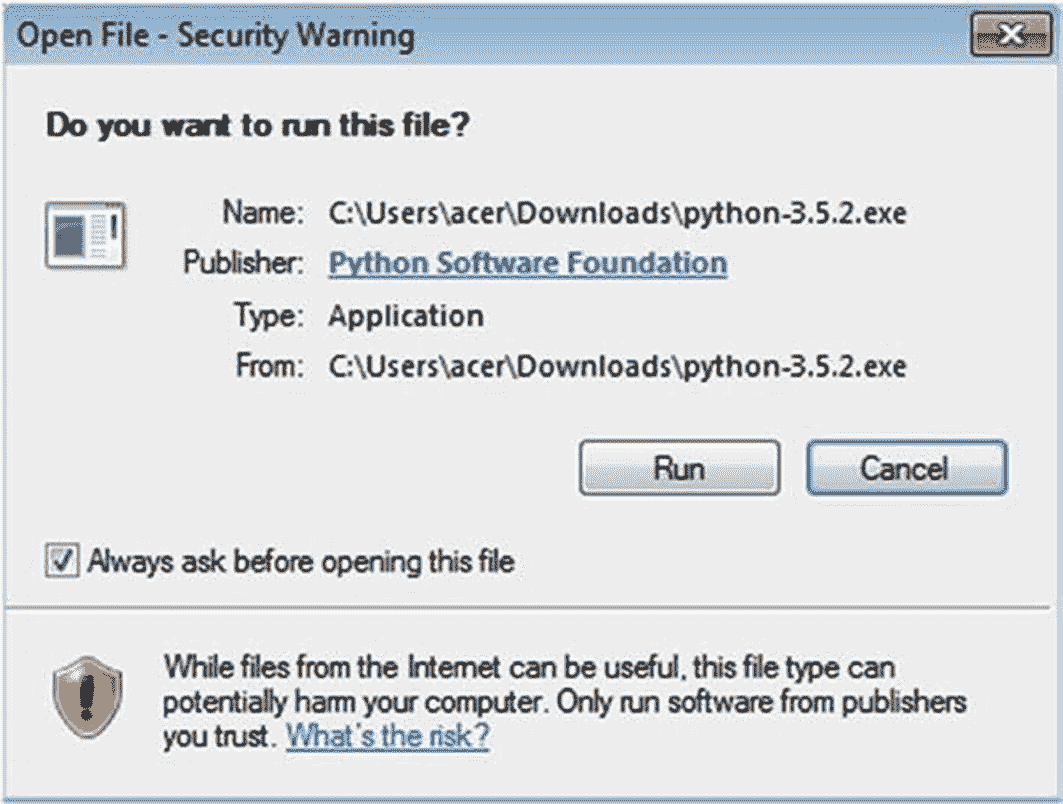 Open File - Security Warning
Do you want to run this file?
Name: C:\Users\acer\Downloads\python-3.5.2.exe
Publisher: Python Software Foundation
Type: Application
From: C:\Users\acer\Downloads\python-3.5.2.exe
Run Cancel
Always ask before opening this file
While files from the Internet can be useful, this file type can
potentially harm your computer. Only run software from publishers
you trust. What's the risk?